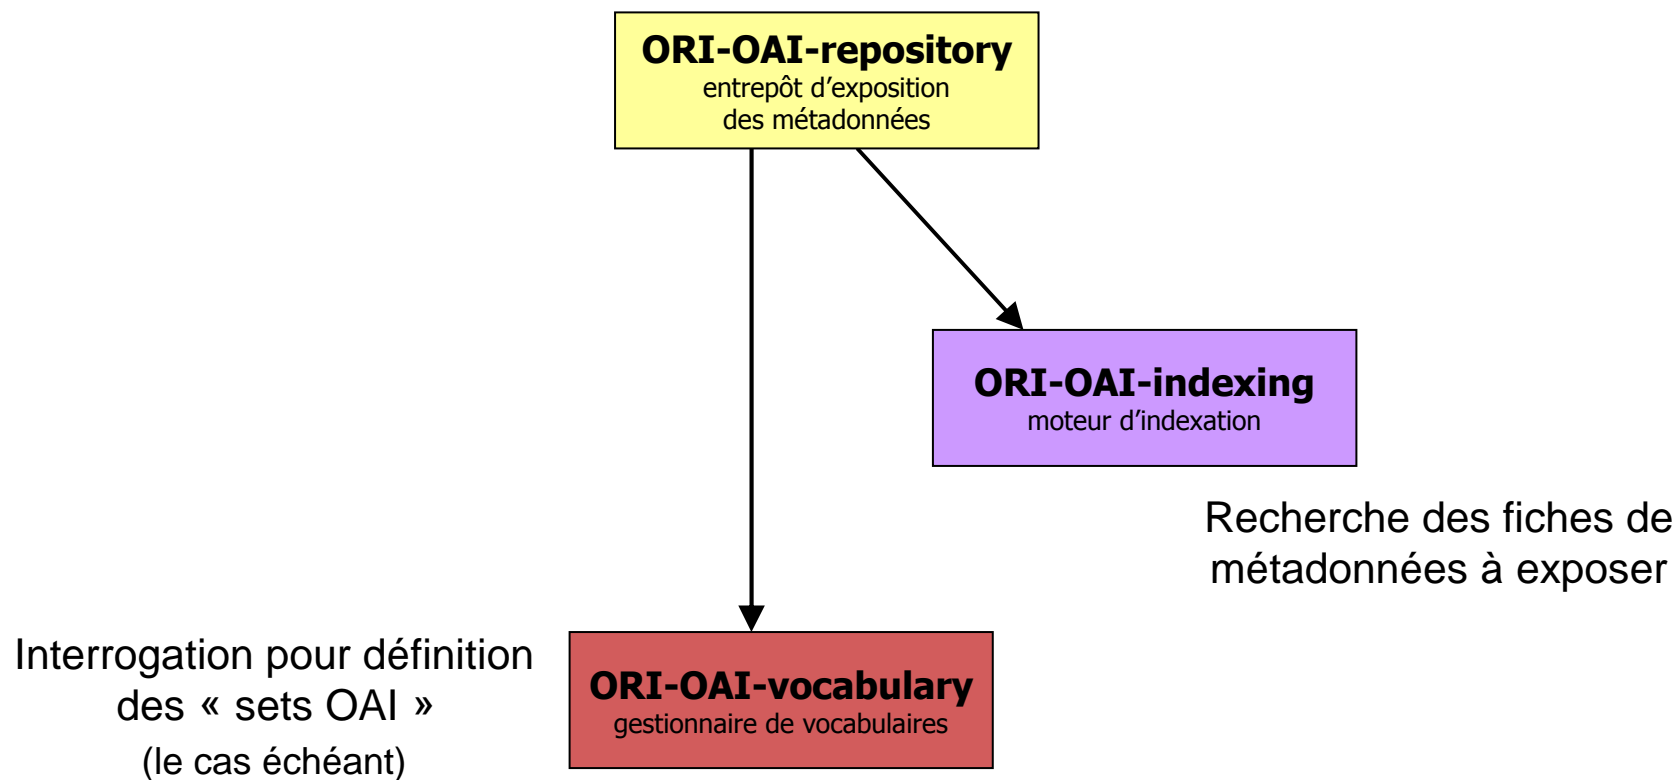 ORI-OAI-repository
entrepôt d’exposition
des métadonnées
ORI-OAI-indexing
moteur d’indexation
Recherche des fiches de
métadonnées à exposer
Interrogation pour définition
des « sets OAI »
(le cas échéant)
ORI-OAI-vocabulary
gestionnaire de vocabulaires